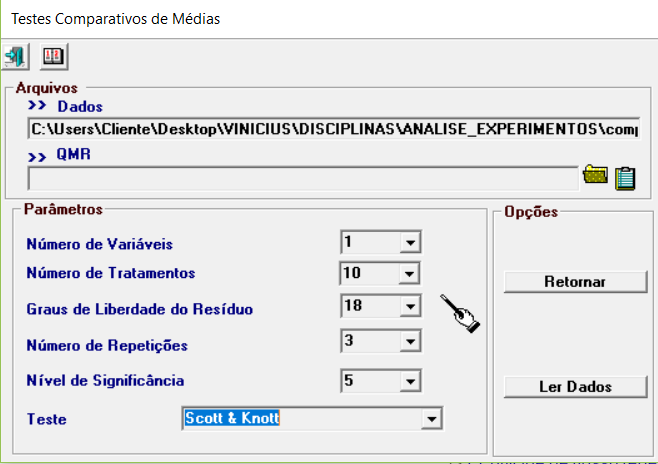 Testes Comparativos de Médias
Arquivos
>> Dados
C:\Users\Cliente\Desktop\VINICIUS\DISCIPLINAS\ANALISE_EXPERIMENTOS\comp
>> QMR
Parâmetros
Número de Variáveis 1
Número de Tratamentos 10
Graus de Liberdade do Resíduo 18
Número de Repetições 3
Nível de Significância 5
Teste Scott & Knott
Opções
Retornar
Ler Dados